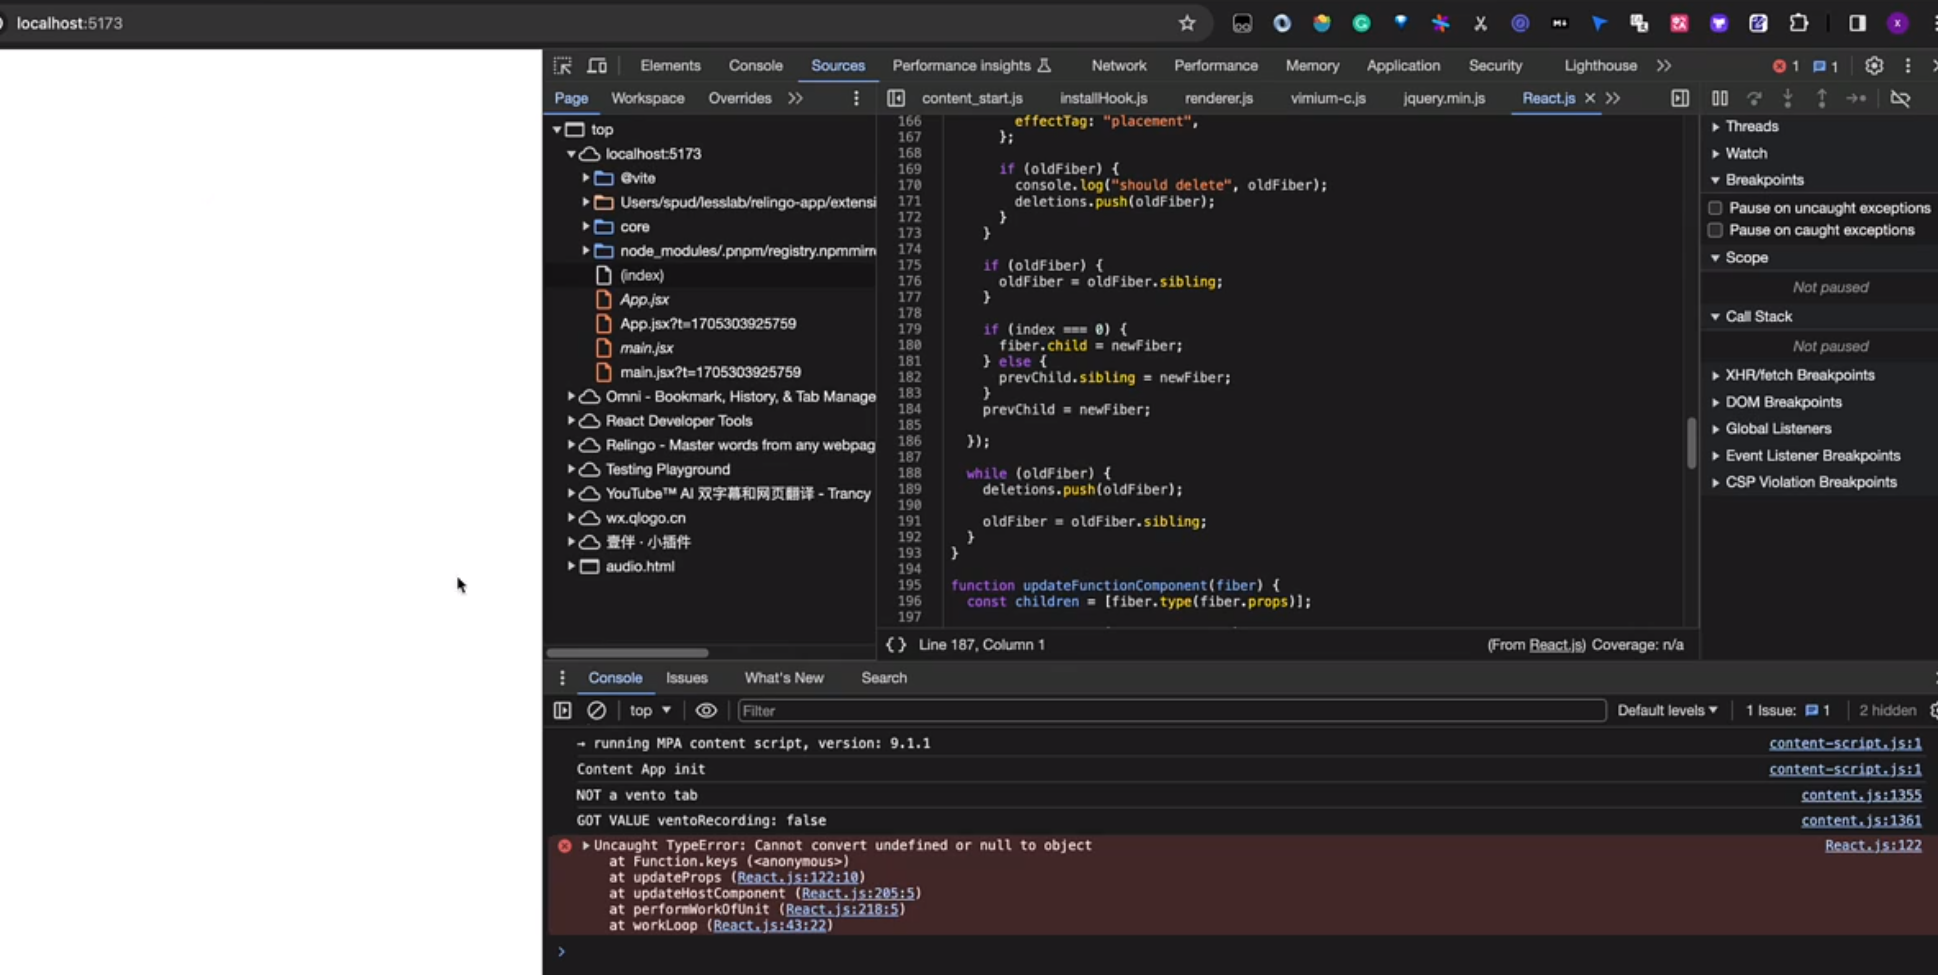 localhost:5173
Elements Console Sources Performance insights Network Performance Memory Application Security Lighthouse 1 1
Page Workspace Overrides content_start.js installHook.js renderer.js vimium-c.js jquery.min.js React.js
top
localhost:5173
@vite
Users/spud/lesslab/relingo-app/extensi
core
node_modules/.pnpm/registry.npmmirr
(index)
App.jsx
App.jsx?t=1705303925759
main.jsx
main.jsx?t=1705303925759
Omni - Bookmark, History, & Tab Manage
React Developer Tools
Relingo - Master words from any webpag
Testing Playground
YouTube™ AI 双字幕和网页翻译 - Trancy
wx.qlogo.cn
壹伴 · 小插件
audio.html
166 effectTag: "placement",
167 };
168
169 if (oldFiber) {
170 console.log("should delete", oldFiber);
171 deletions.push(oldFiber);
172 }
173 }
174
175 if (oldFiber) {
176 oldFiber = oldFiber.sibling;
177 }
178
179 if (index === 0) {
180 fiber.child = newFiber;
181 } else {
182 prevChild.sibling = newFiber;
183 }
184 prevChild = newFiber;
185
186 });
187
188 while (oldFiber) {
189 deletions.push(oldFiber);
190
191 oldFiber = oldFiber.sibling;
192 }
193 }
194
195 function updateFunctionComponent(fiber) {
196 const children = [fiber.type(fiber.props)];
197
{} Line 187, Column 1 (From React.js) Coverage: n/a
Threads
Watch
Breakpoints
Pause on uncaught exceptions
Pause on caught exceptions
Scope
Not paused
Call Stack
Not paused
XHR/fetch Breakpoints
DOM Breakpoints
Global Listeners
Event Listener Breakpoints
CSP Violation Breakpoints
Console Issues What's New Search
top Filter Default levels 1 Issue: 1 2 hidden
→ running MPA content script, version: 9.1.1 content-script.js:1
Content App init content-script.js:1
NOT a vento tab content.js:1355
GOT VALUE ventoRecording: false content.js:1361
Uncaught TypeError: Cannot convert undefined or null to object React.js:122
at Function.keys (<anonymous>)
at updateProps (React.js:122:10)
at updateHostComponent (React.js:205:5)
at performWorkOfUnit (React.js:218:5)
at workLoop (React.js:43:22)